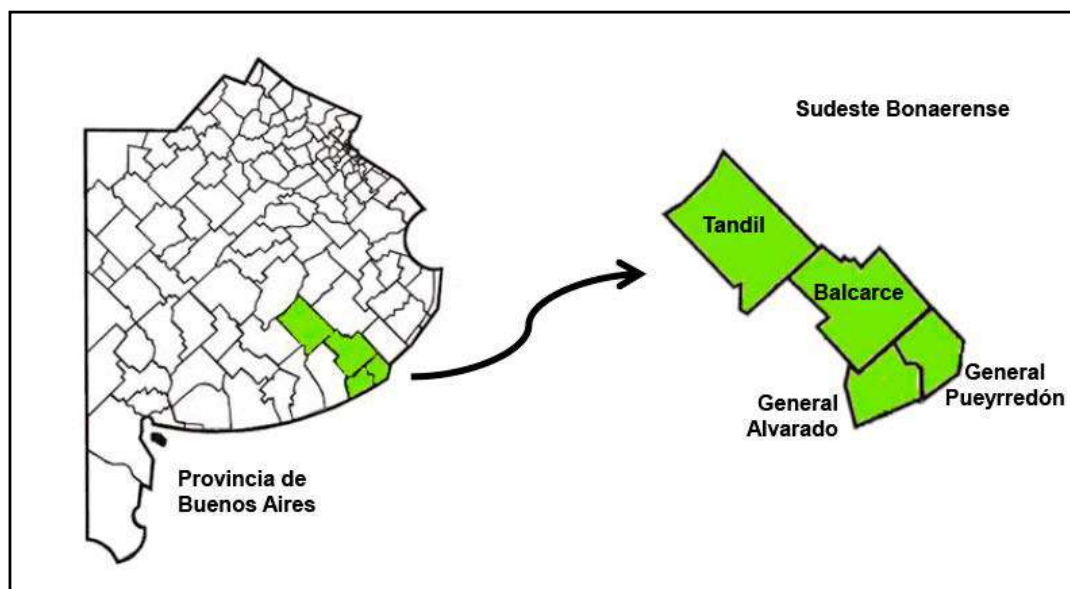 Sudeste Bonaerense
Tandil
Balcarce
General
Pueyrredón
General
Alvarado
Provincia de
Buenos Aires